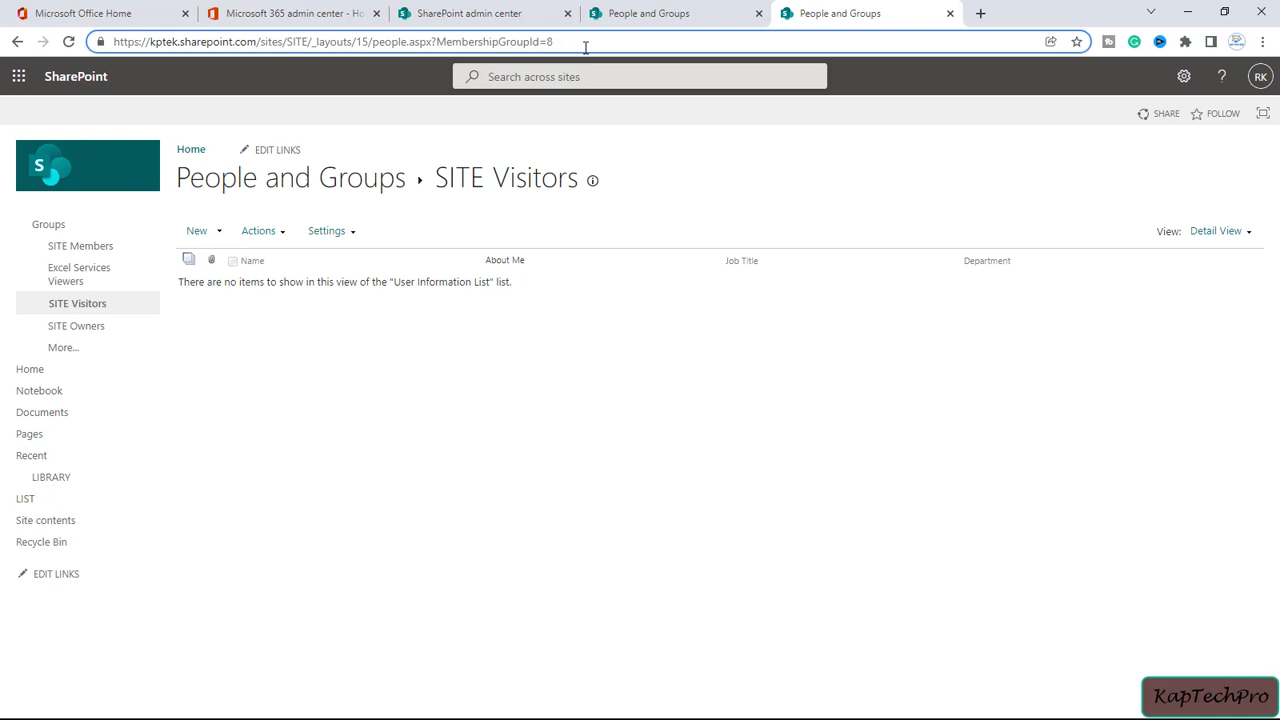 Microsoft Office Home
Microsoft 365 admin center - Ho
SharePoint admin center
People and Groups
People and Groups
https://kptek.sharepoint.com/sites/SITE/_layouts/15/people.aspx?MembershipGroupId=8
SharePoint
Search across sites
?
RK
SHARE
FOLLOW
S
Home
EDIT LINKS
People and Groups ▸ SITE Visitors
Groups
SITE Members
Excel Services
Viewers
SITE Visitors
SITE Owners
More...
Home
Notebook
Documents
Pages
Recent
LIBRARY
LIST
Site contents
Recycle Bin
EDIT LINKS
New
Actions
Settings
View: Detail View
Name
About Me
Job Title
Department
There are no items to show in this view of the "User Information List" list.
KapTechPro